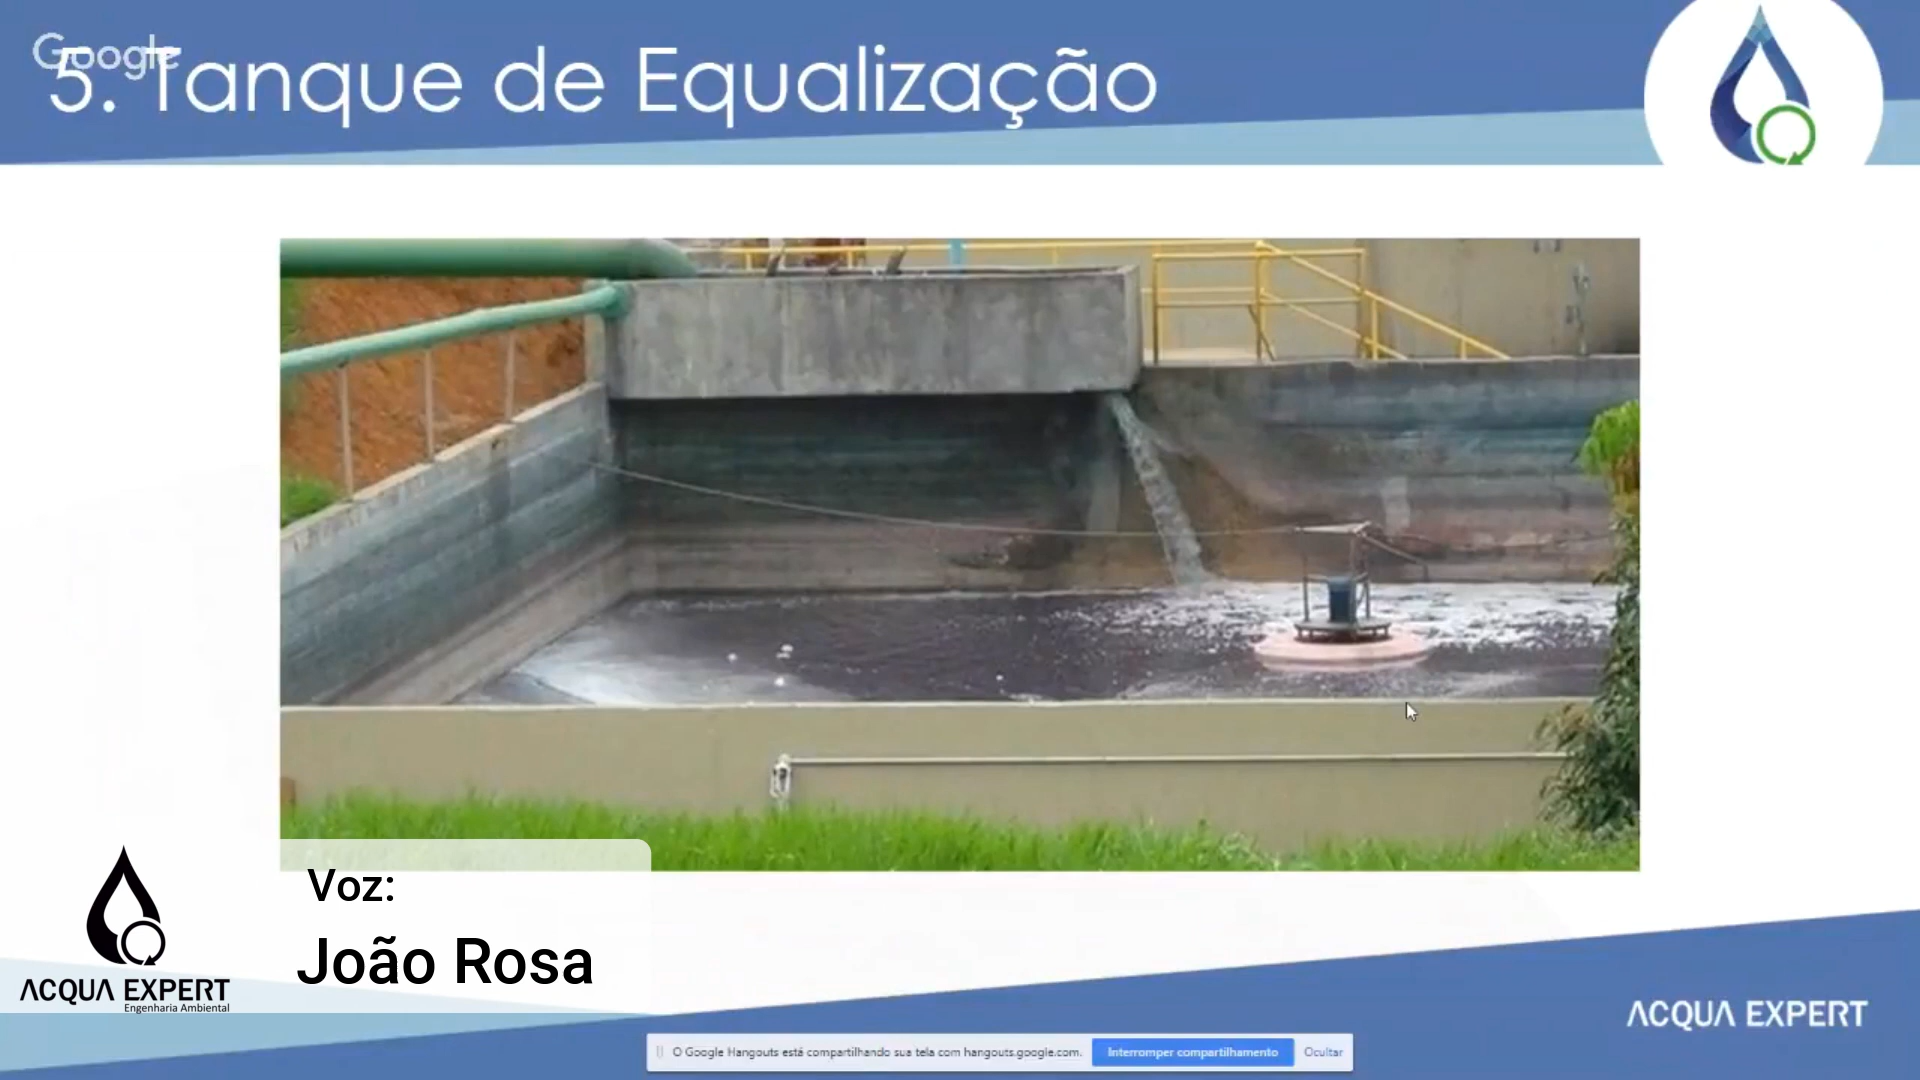 Google
5. Tanque de Equalização
Voz:
João Rosa
ACQUA EXPERT
Engenharia Ambiental
ACQUA EXPERT
O Google Hangouts está compartilhando sua tela com hangouts.google.com.
Interromper compartilhamento
Ocultar